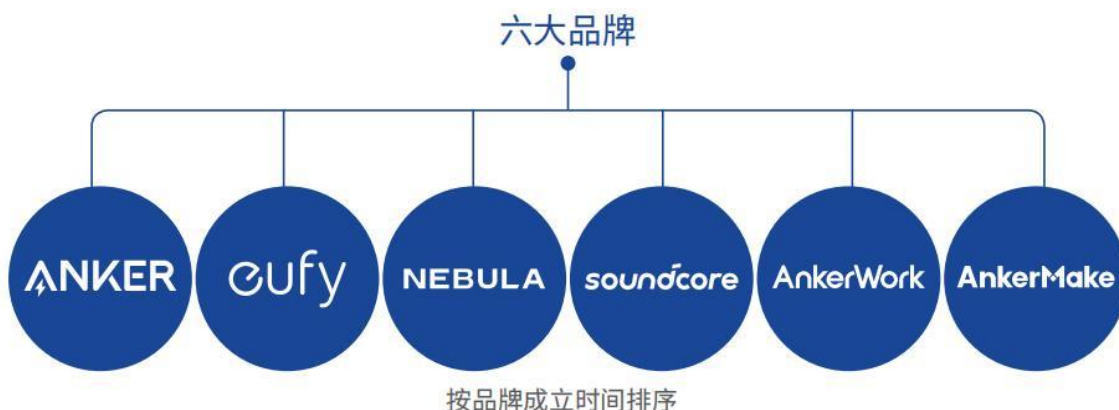 六大品牌
ANKER
eufy
NEBULA
soundcore
AnkerWork
AnkerMake
按品牌成立时间排序